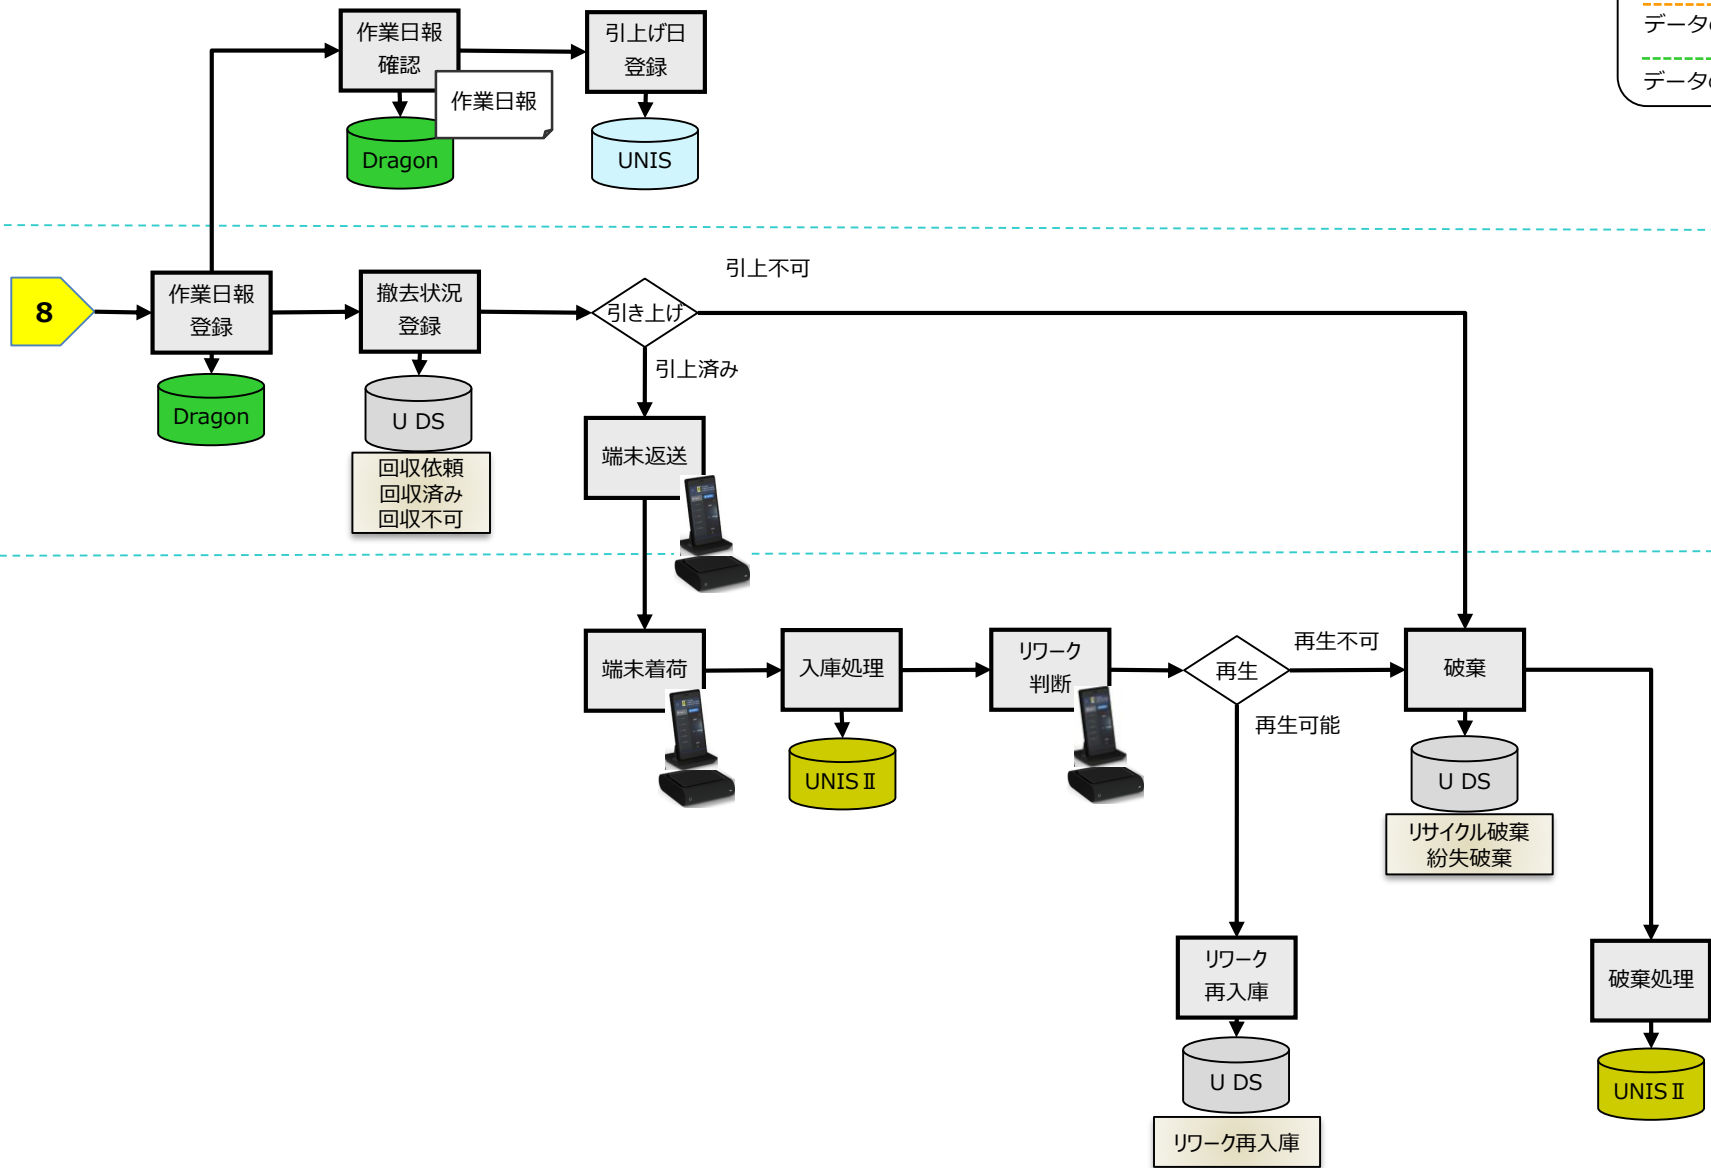 作業日報
確認
引上げ日
登録
データ
データ
作業日報
Dragon
UNIS
8
作業日報
登録
撤去状況
登録
引き上げ
引上不可
引上済み
Dragon
U DS
回収依頼
回収済み
回収不可
端末返送
端末着荷
入庫処理
リワーク
判断
再生
再生不可
再生可能
破棄
UNISⅡ
U DS
リサイクル破棄
紛失破棄
リワーク
再入庫
破棄処理
U DS
UNISⅡ
リワーク再入庫